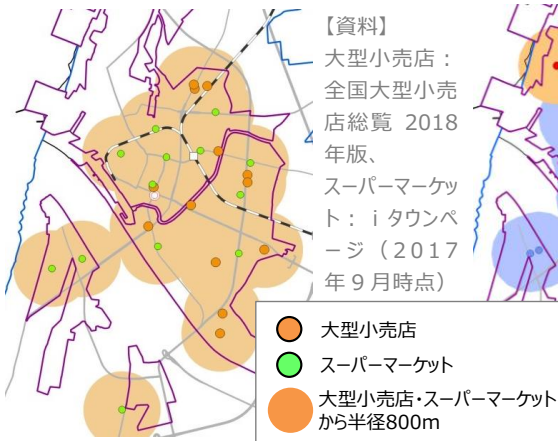 【資料】
大型小売店：
全国大型小売
店総覧 2018
年版、
スーパーマーケッ
ト： i タウンペ
ージ（2017
年９月時点）
大型小売店
スーパーマーケット
大型小売店・スーパーマーケット
から半径800m